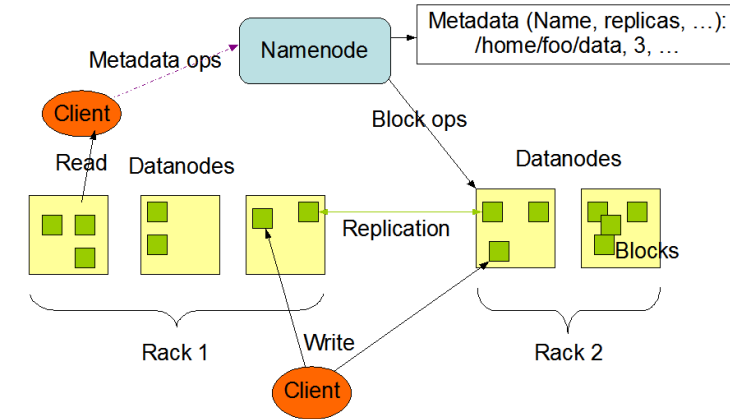 Metadata (Name, replicas, …):
/home/foo/data, 3, …
Namenode
Metadata ops
Client
Block ops
Read
Datanodes
Datanodes
Replication
Blocks
Write
Rack 1
Rack 2
Client